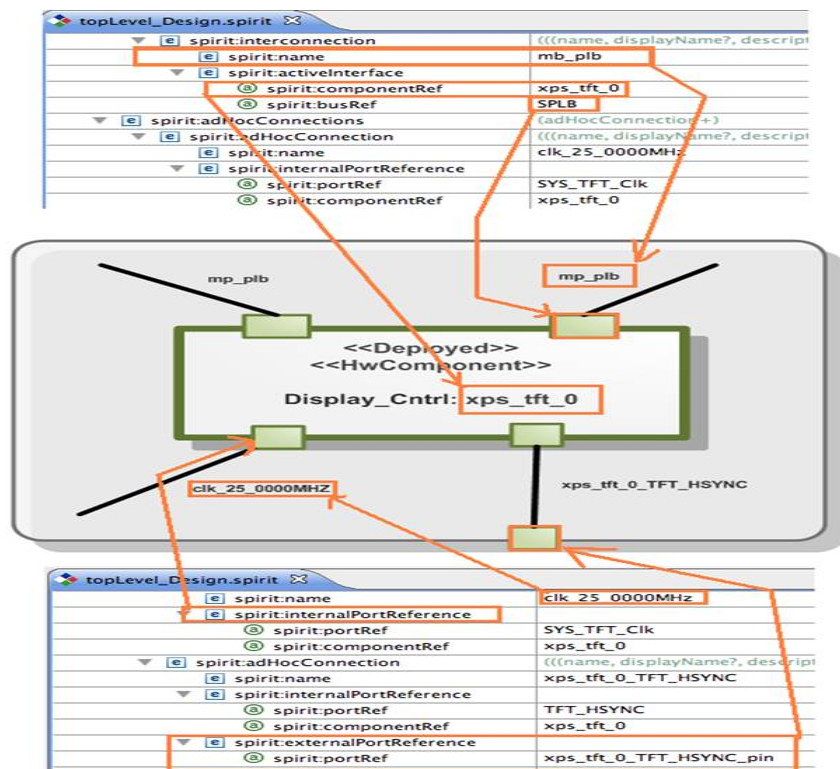 topLevel_Design.spirit
spirit:interconnection (((name, displayName?, descript
spirit:name mb_plb
spirit:activeInterface
spirit:componentRef xps_tft_0
spirit:busRef SPLB
spirit:adHocConnections (adHocConnection+)
spirit:adHocConnection (((name, displayName?, descript
spirit:name clk_25_0000MHz
spirit:internalPortReference
spirit:portRef SYS_TFT_Clk
spirit:componentRef xps_tft_0
mp_plb
mp_plb
<<Deployed>>
<<HwComponent>>
Display_Cntrl: xps_tft_0
clk_25_0000MHZ
xps_tft_0_TFT_HSYNC
topLevel_Design.spirit
spirit:name clk_25_0000MHz
spirit:internalPortReference
spirit:portRef SYS_TFT_Clk
spirit:componentRef xps_tft_0
spirit:adHocConnection (((name, displayName?, descript
spirit:name xps_tft_0_TFT_HSYNC
spirit:internalPortReference
spirit:portRef TFT_HSYNC
spirit:componentRef xps_tft_0
spirit:externalPortReference
spirit:portRef xps_tft_0_TFT_HSYNC_pin